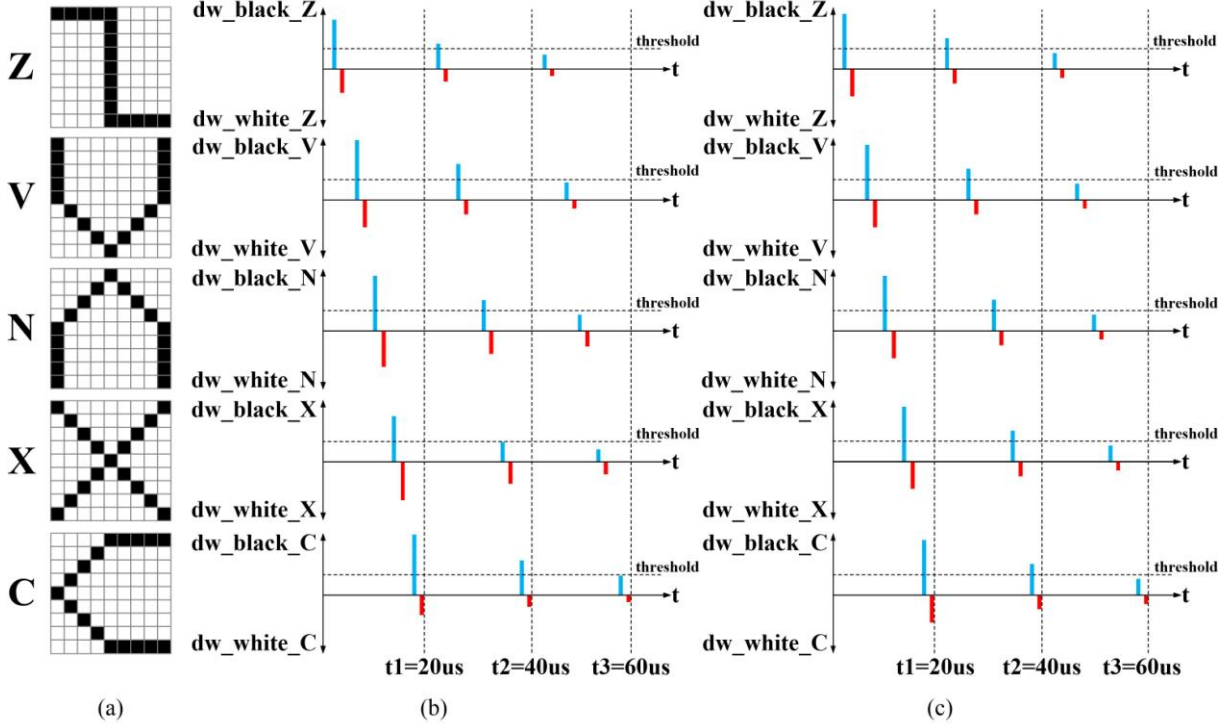 Z
dw_black_Z
threshold
t
dw_white_Z
dw_black_Z
threshold
t
dw_white_Z
V
dw_black_V
threshold
t
dw_white_V
dw_black_V
threshold
t
dw_white_V
N
dw_black_N
threshold
t
dw_white_N
dw_black_N
threshold
t
dw_white_N
X
dw_black_X
threshold
t
dw_white_X
dw_black_X
threshold
t
dw_white_X
C
dw_black_C
threshold
t
dw_white_C
dw_black_C
threshold
t
dw_white_C
t1=20us t2=40us t3=60us
t1=20us t2=40us t3=60us
(a) (b) (c)